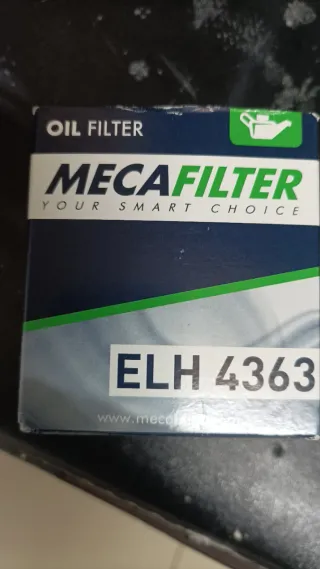 OIL FILTER
MECAFILTER
YOUR SMART CHOICE
ELH 4363